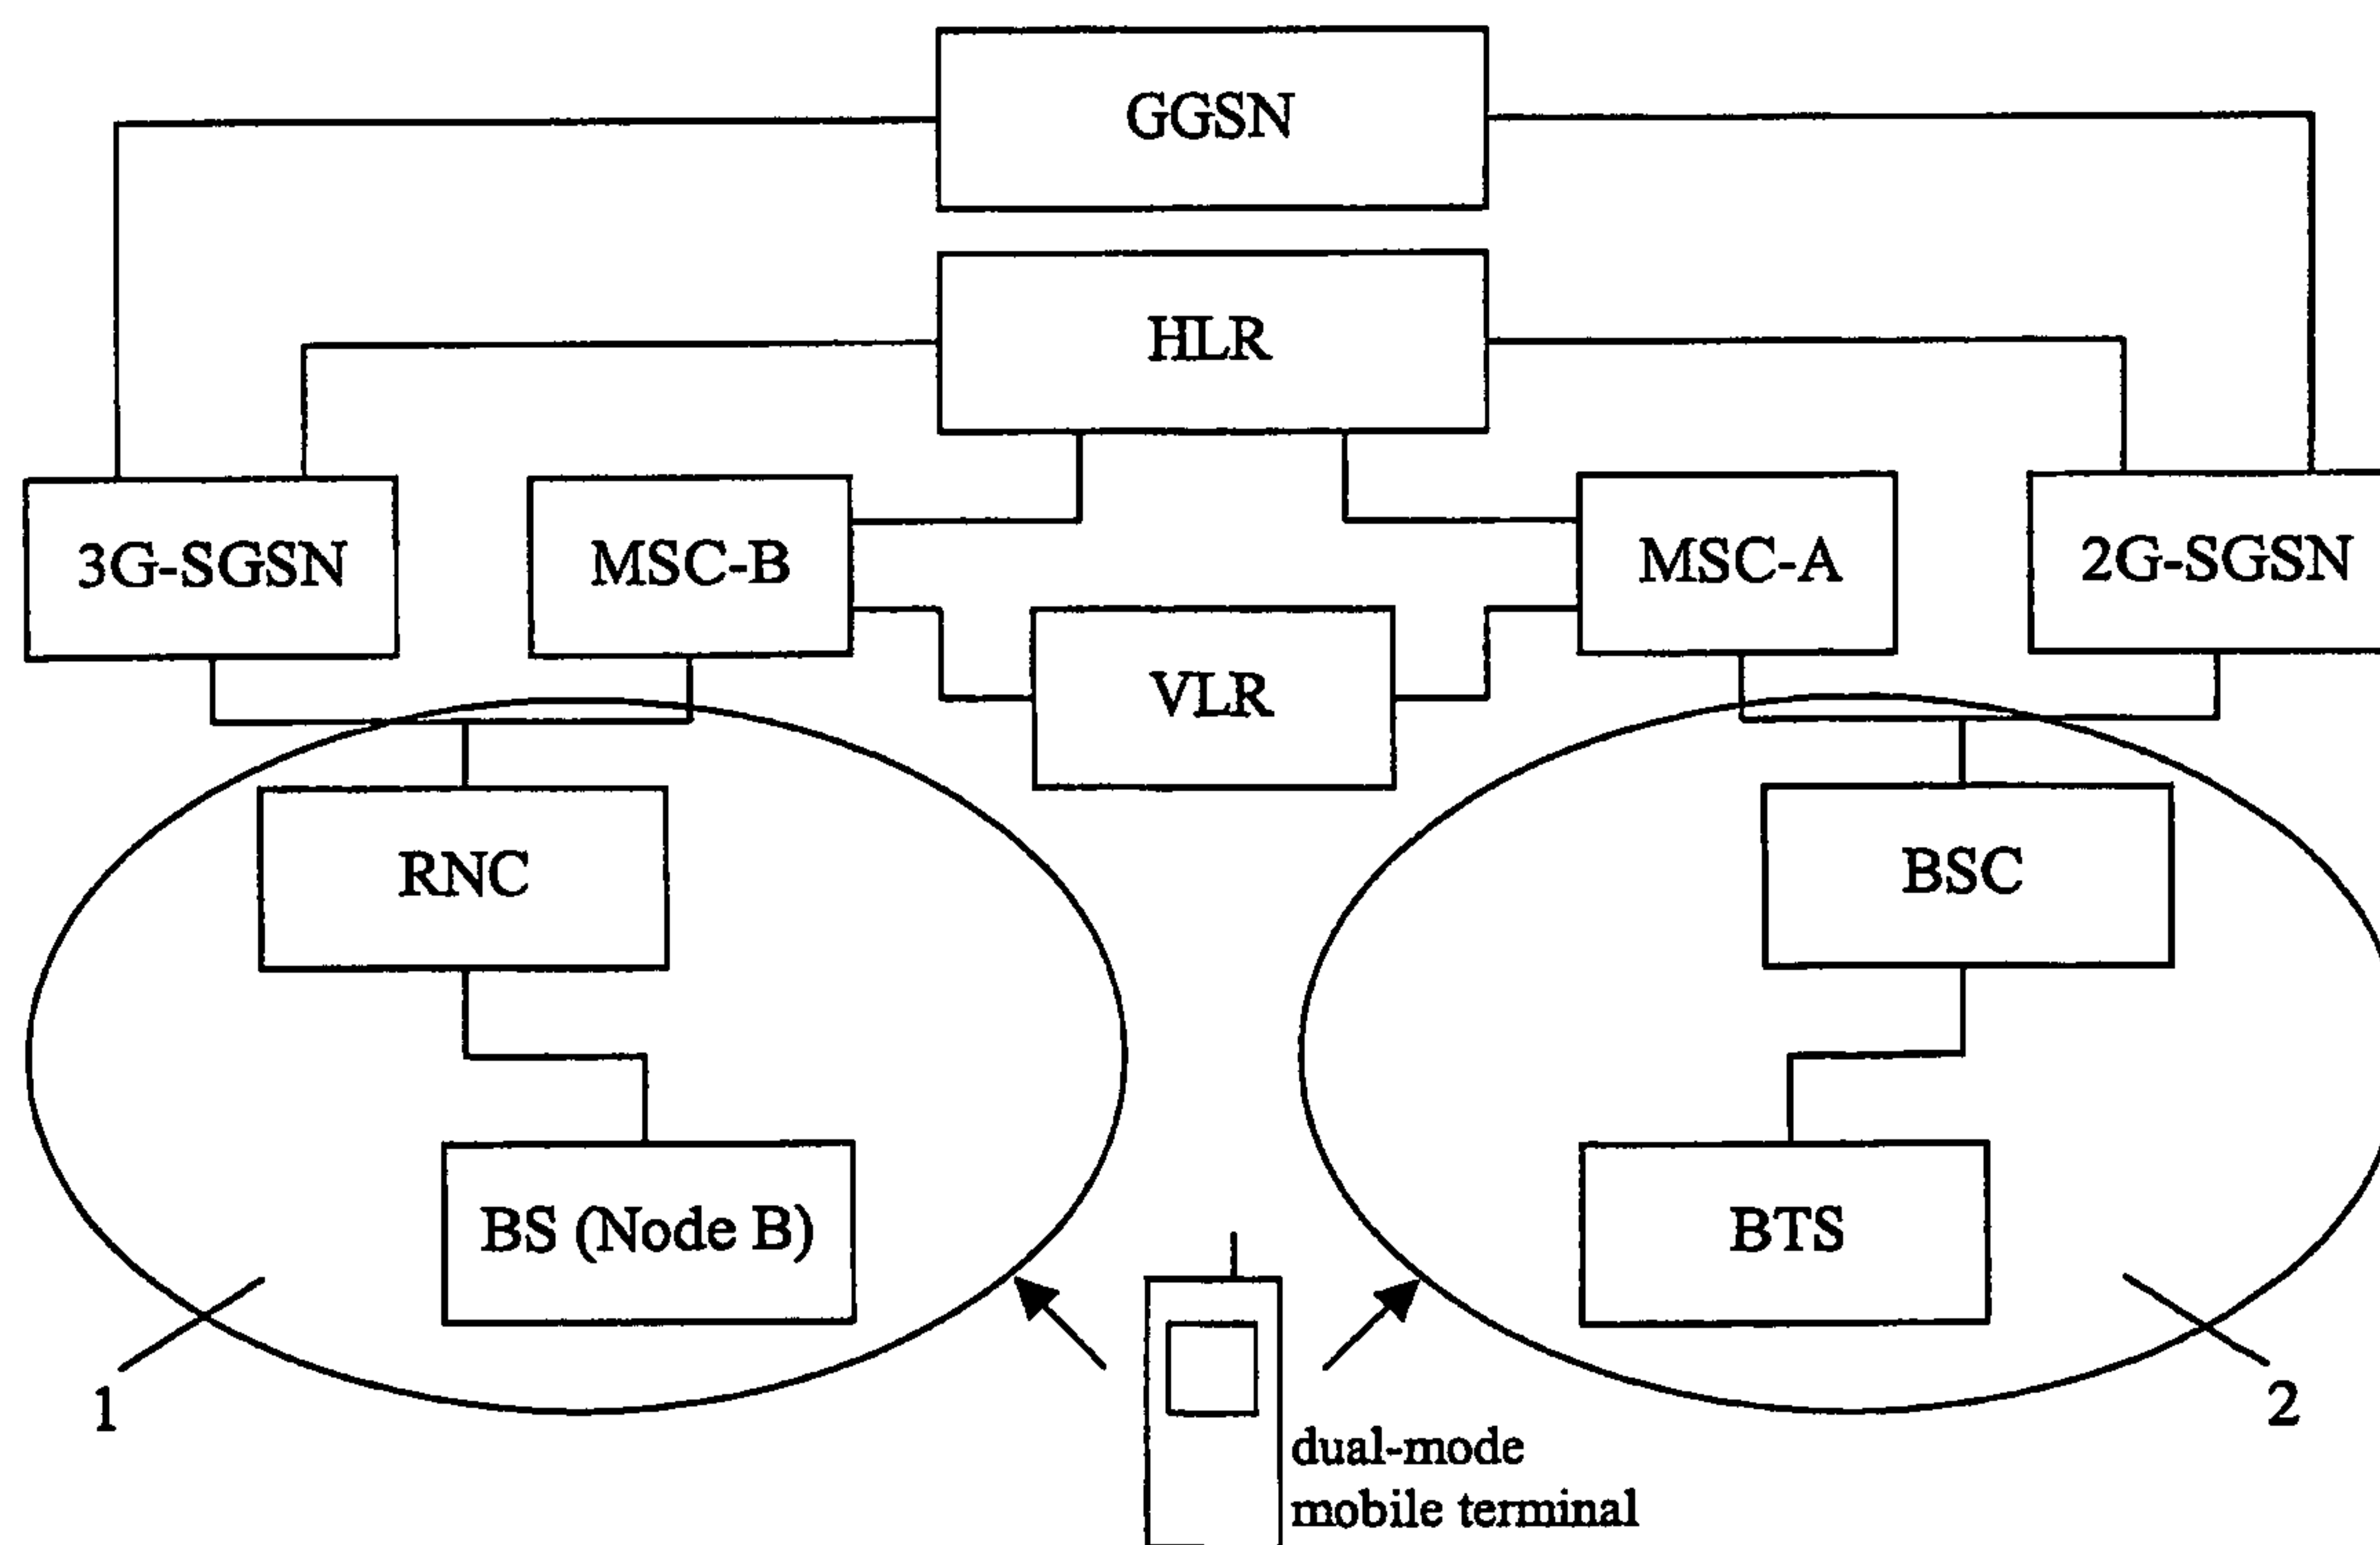 GGSN
HLR
3G-SGSN
MSC-B
MSC-A
2G-SGSN
VLR
RNC
BSC
BS (Node B)
BTS
1
2
dual-mode
mobile terminal